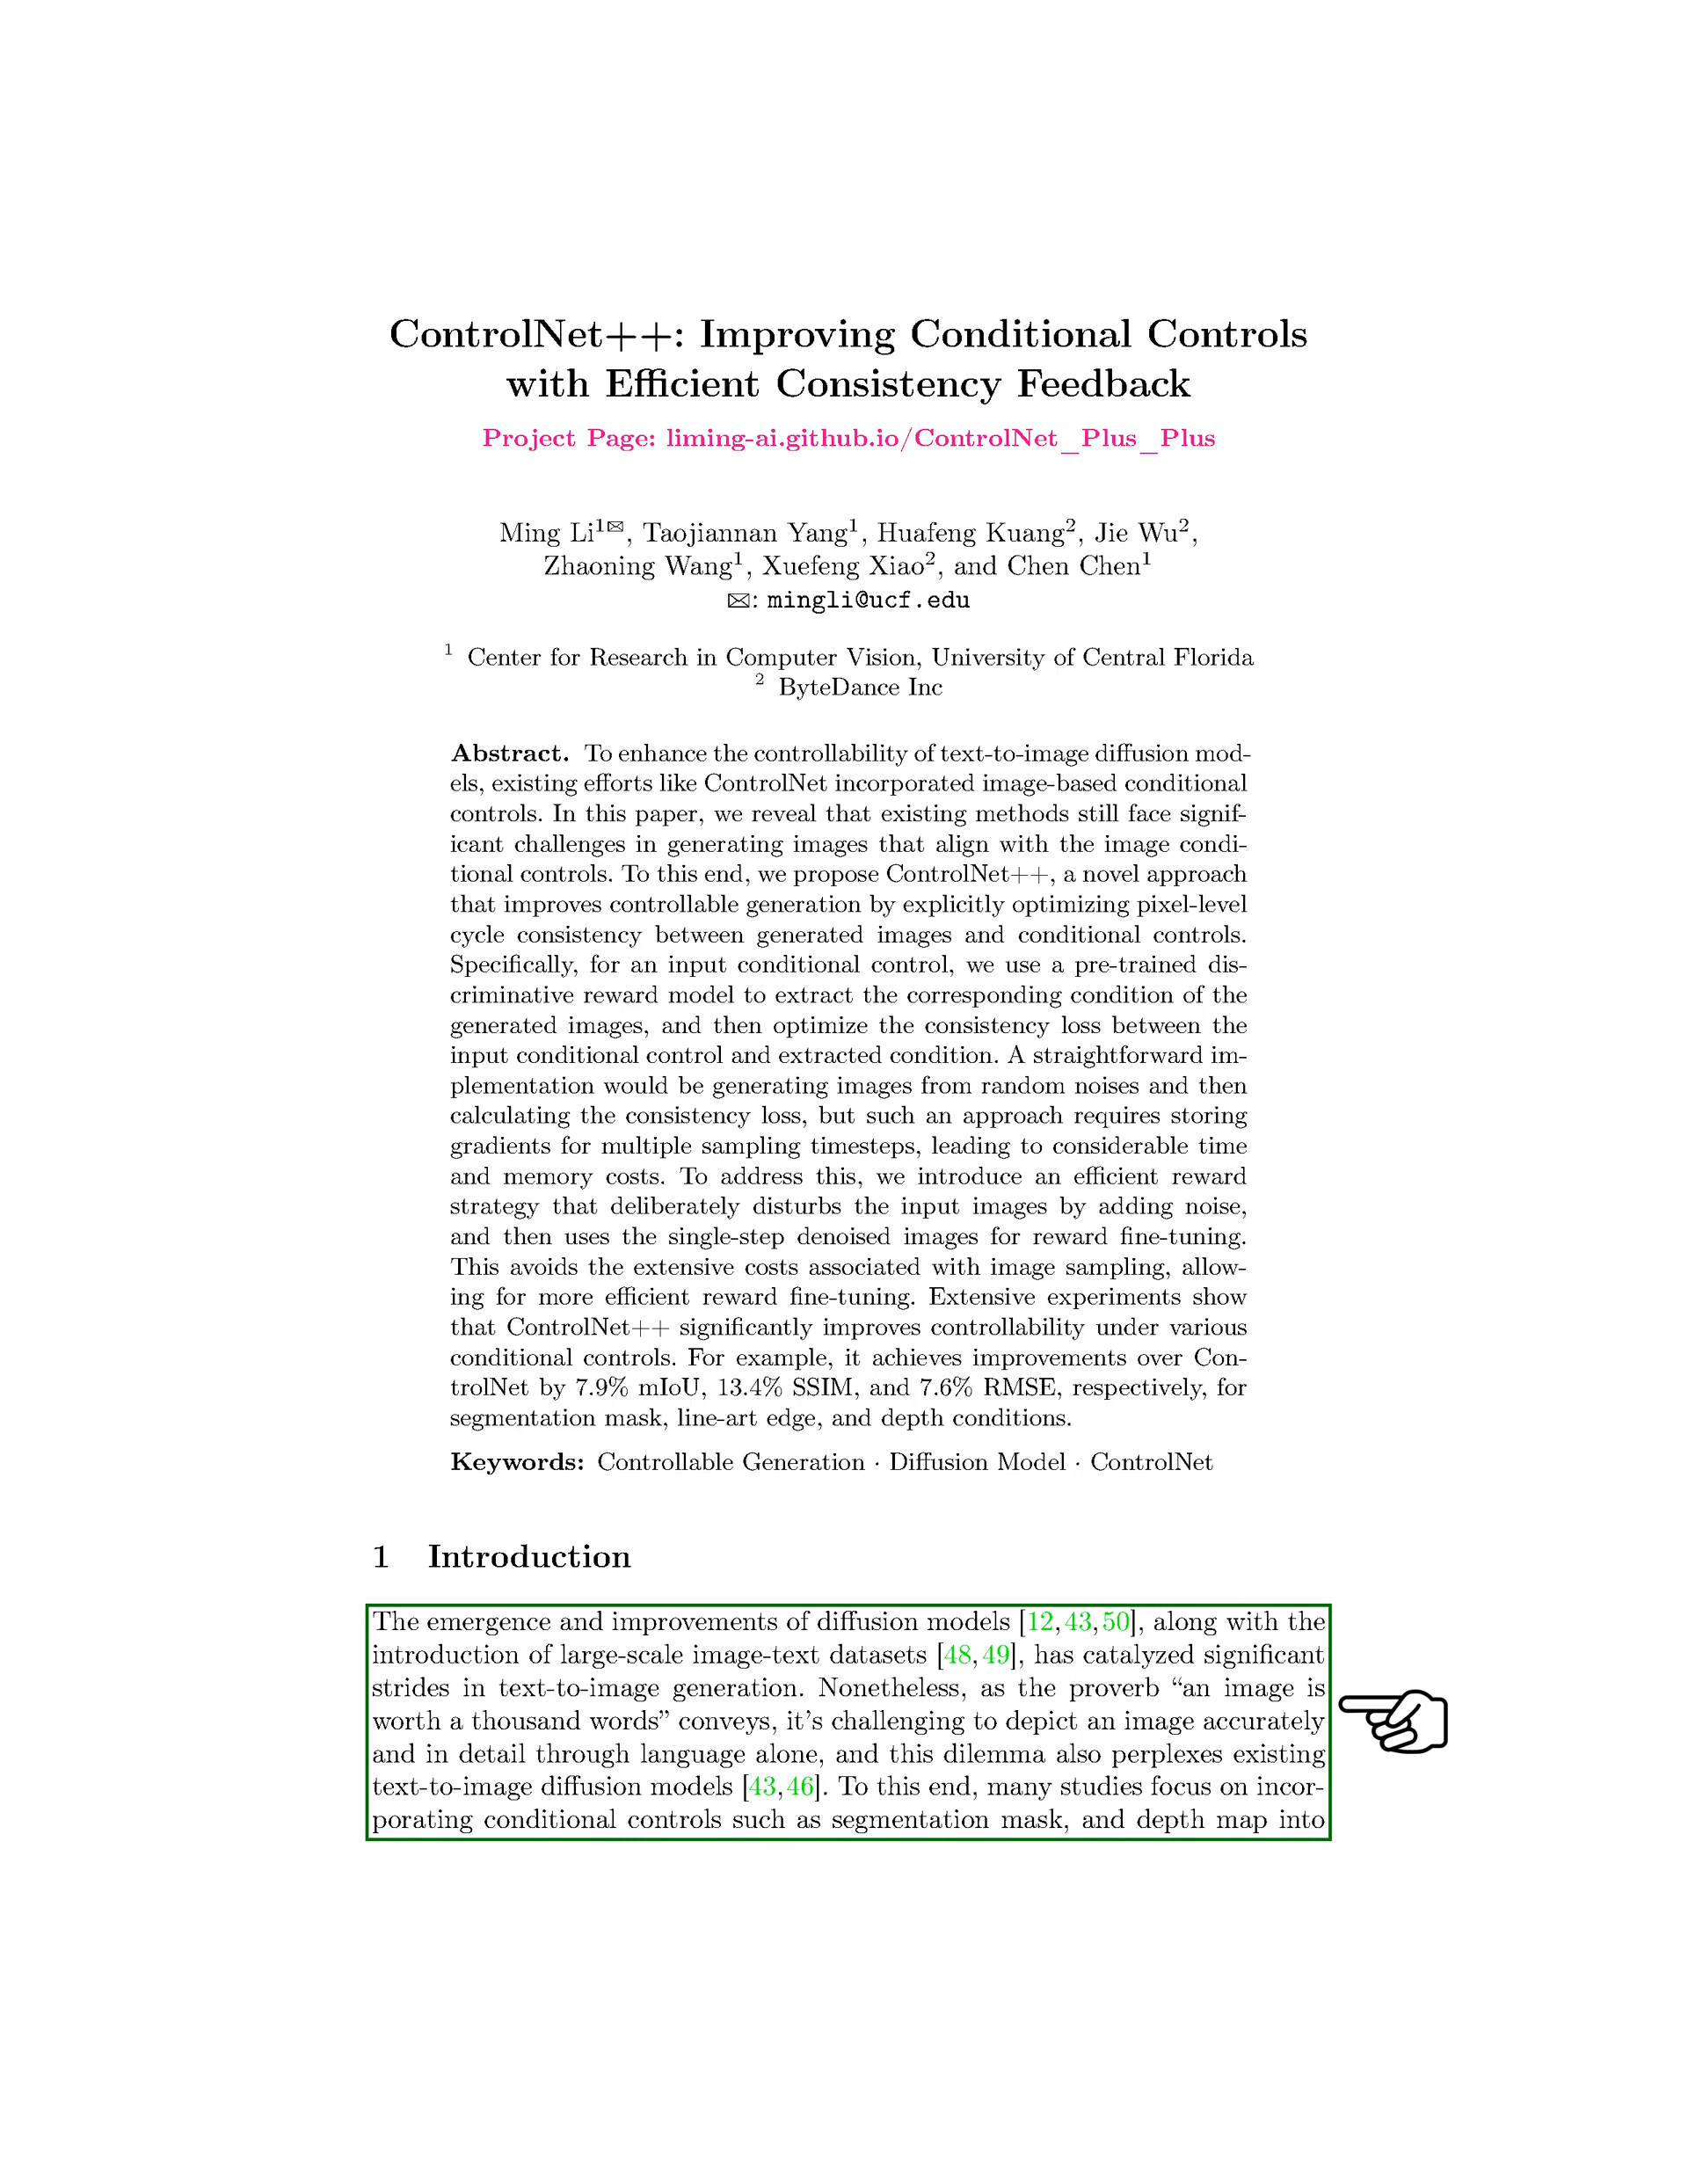 ControlNet++: Improving Conditional Controls
with Efficient Consistency Feedback
Project Page: liming-ai.github.io/ControlNet_Plus_Plus
Ming Li1✉, Taojiannan Yang1, Huafeng Kuang2, Jie Wu2,
Zhaoning Wang1, Xuefeng Xiao2, and Chen Chen1
✉: mingli@ucf.edu
1 Center for Research in Computer Vision, University of Central Florida
2 ByteDance Inc
Abstract. To enhance the controllability of text-to-image diffusion mod-
els, existing efforts like ControlNet incorporated image-based conditional
controls. In this paper, we reveal that existing methods still face signif-
icant challenges in generating images that align with the image condi-
tional controls. To this end, we propose ControlNet++, a novel approach
that improves controllable generation by explicitly optimizing pixel-level
cycle consistency between generated images and conditional controls.
Specifically, for an input conditional control, we use a pre-trained dis-
criminative reward model to extract the corresponding condition of the
generated images, and then optimize the consistency loss between the
input conditional control and extracted condition. A straightforward im-
plementation would be generating images from random noises and then
calculating the consistency loss, but such an approach requires storing
gradients for multiple sampling timesteps, leading to considerable time
and memory costs. To address this, we introduce an efficient reward
strategy that deliberately disturbs the input images by adding noise,
and then uses the single-step denoised images for reward fine-tuning.
This avoids the extensive costs associated with image sampling, allow-
ing for more efficient reward fine-tuning. Extensive experiments show
that ControlNet++ significantly improves controllability under various
conditional controls. For example, it achieves improvements over Con-
trolNet by 7.9% mIoU, 13.4% SSIM, and 7.6% RMSE, respectively, for
segmentation mask, line-art edge, and depth conditions.
Keywords: Controllable Generation · Diffusion Model · ControlNet
1 Introduction
The emergence and improvements of diffusion models [12,43,50], along with the
introduction of large-scale image-text datasets [48,49], has catalyzed significant
strides in text-to-image generation. Nonetheless, as the proverb “an image is
worth a thousand words” conveys, it’s challenging to depict an image accurately
and in detail through language alone, and this dilemma also perplexes existing
text-to-image diffusion models [43,46]. To this end, many studies focus on incor-
porating conditional controls such as segmentation mask, and depth map into